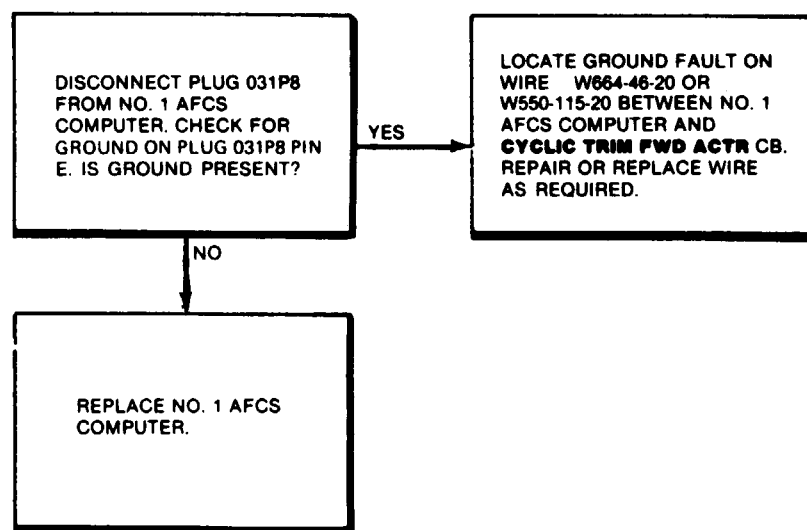 DISCONNECT PLUG 031P8
FROM NO. 1 AFCS
COMPUTER. CHECK FOR
GROUND ON PLUG 031P8 PIN
E. IS GROUND PRESENT?
YES
LOCATE GROUND FAULT ON
WIRE W664-46-20 OR
W550-115-20 BETWEEN NO. 1
AFCS COMPUTER AND
CYCLIC TRIM FWD ACTR CB.
REPAIR OR REPLACE WIRE
AS REQUIRED.
NO
REPLACE NO. 1 AFCS
COMPUTER.